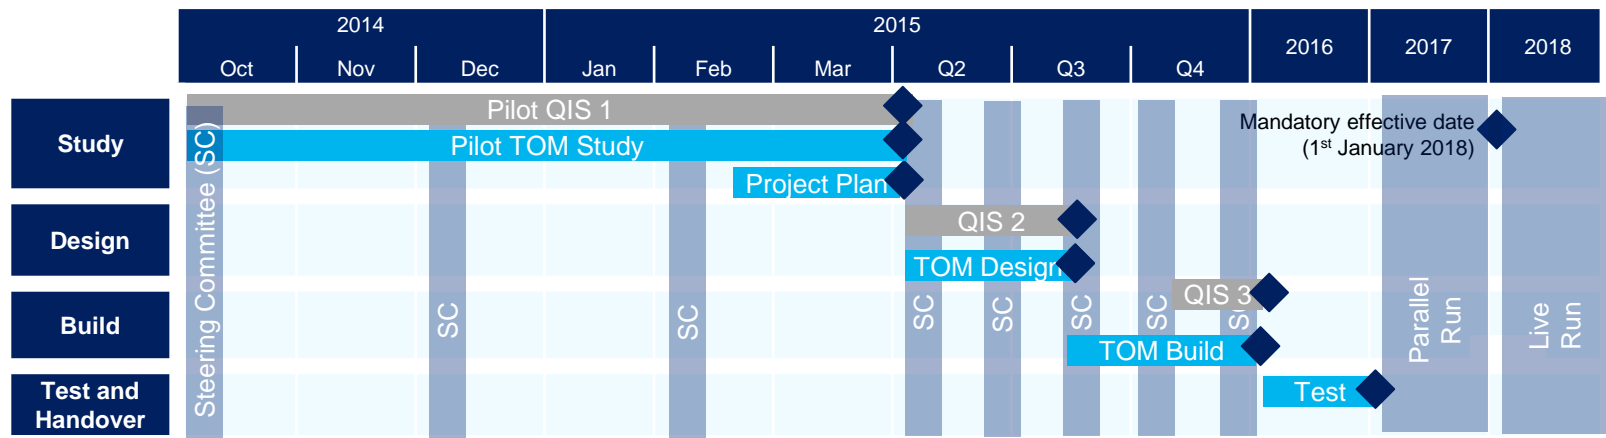 2014
2015
2016
2017
2018
Oct
Nov
Dec
Jan
Feb
Mar
Q2
Q3
Q4
Study
Pilot QIS 1
Pilot TOM Study
Project Plan
Mandatory effective date
(1st January 2018)
Design
QIS 2
TOM Design
Build
QIS 3
TOM Build
Test and
Handover
Test
Steering Committee (SC)
SC
SC
SC
SC
SC
SC
SC
Parallel
Run
Live
Run